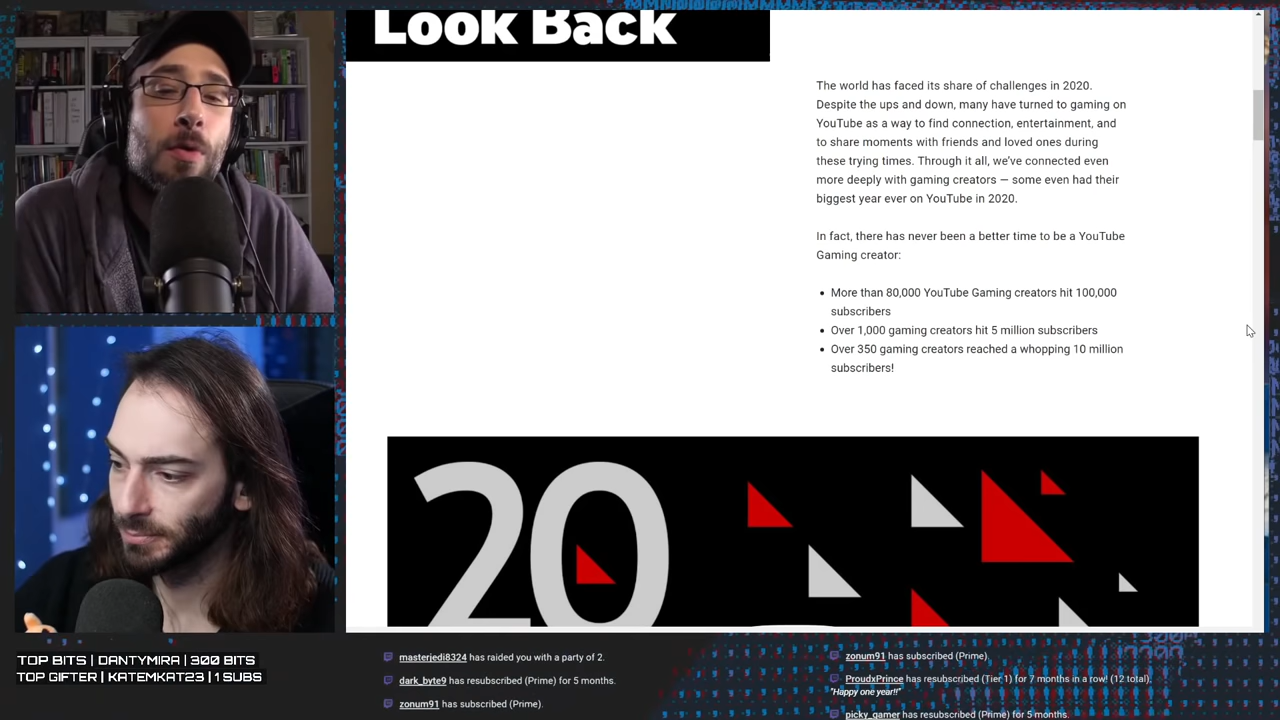 Look Back
The world has faced its share of challenges in 2020.
Despite the ups and down, many have turned to gaming on
YouTube as a way to find connection, entertainment, and
to share moments with friends and loved ones during
these trying times. Through it all, we've connected even
more deeply with gaming creators — some even had their
biggest year ever on YouTube in 2020.
In fact, there has never been a better time to be a YouTube
Gaming creator:
• More than 80,000 YouTube Gaming creators hit 100,000
subscribers
• Over 1,000 gaming creators hit 5 million subscribers
• Over 350 gaming creators reached a whopping 10 million
subscribers!
20
TOP BITS | DANTYMIRA | 300 BITS
TOP GIFTER | KATEMKAT23 | 1 SUBS
masterjedi8324 has raided you with a party of 2.
dark_byte9 has resubscribed (Prime) for 5 months.
zonum91 has subscribed (Prime).
zonum91 has subscribed (Prime).
ProudxPrince has resubscribed (Tier 1) for 7 months in a row! (12 total).
"Happy one year!!"
picky_gamer has resubscribed (Prime) for 5 months.